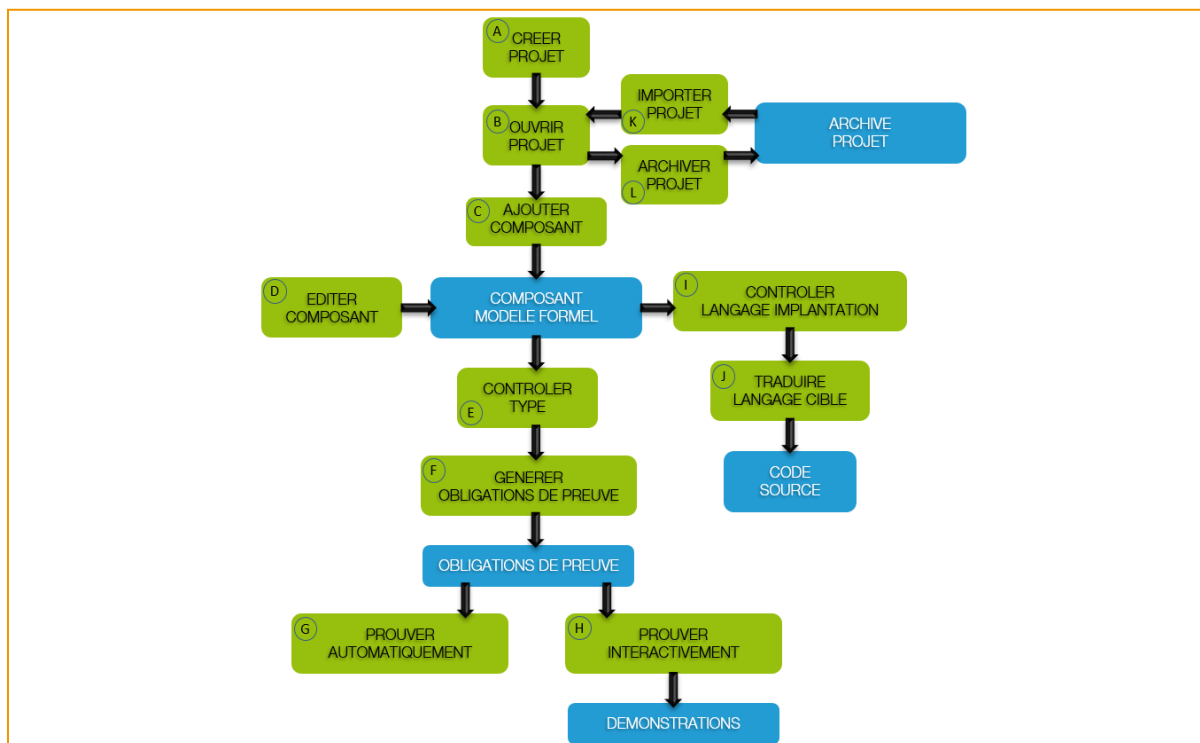 A
CREER
PROJET
B
OUVRIR
PROJET
IMPORTER
PROJET
K
ARCHIVE
PROJET
ARCHIVER
PROJET
L
C
AJOUTER
COMPOSANT
D
EDITER
COMPOSANT
COMPOSANT
MODELE FORMEL
I
CONTROLER
LANGAGE IMPLANTATION
CONTROLER
TYPE
E
J
TRADUIRE
LANGAGE CIBLE
F
GENERER
OBLIGATIONS DE PREUVE
CODE
SOURCE
OBLIGATIONS DE PREUVE
G
PROUVER
AUTOMATIQUEMENT
H
PROUVER
INTERACTIVEMENT
DEMONSTRATIONS